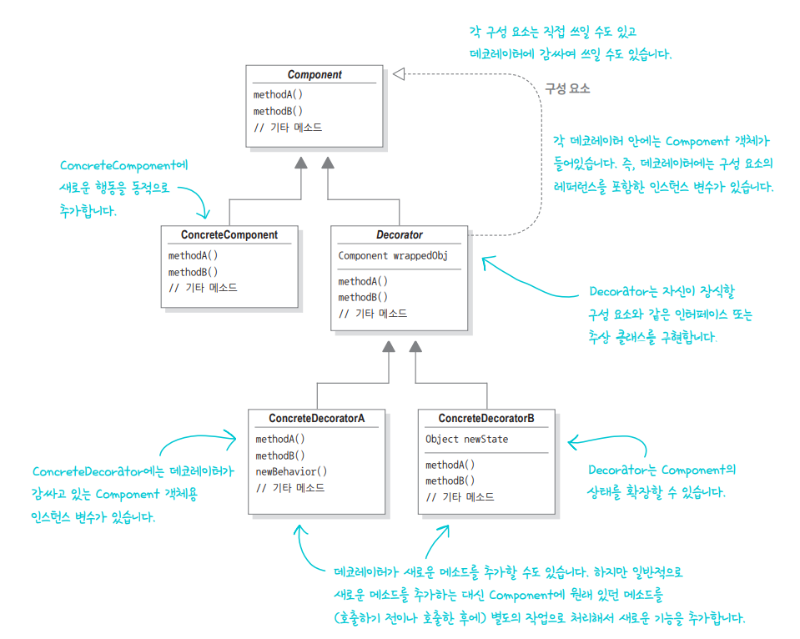 각 구성 요소는 직접 쓰일 수도 있고
데코레이터에 감싸여 쓰일 수도 있습니다.
Component
methodA()
methodB()
// 기타 메소드
구성 요소
각 데코레이터 안에는 Component 객체가
들어있습니다. 즉, 데코레이터에는 구성 요소의
레퍼런스를 포함한 인스턴스 변수가 있습니다.
ConcreteComponent에
새로운 행동을 동적으로
추가합니다.
ConcreteComponent
methodA()
methodB()
// 기타 메소드
Decorator
Component wrappedObj
methodA()
methodB()
// 기타 메소드
Decorator는 자신이 장식할
구성 요소와 같은 인터페이스 또는
추상 클래스를 구현합니다.
ConcreteDecoratorA
methodA()
methodB()
newBehavior()
// 기타 메소드
ConcreteDecoratorB
Object newState
methodA()
methodB()
// 기타 메소드
ConcreteDecorator에는 데코레이터가
감싸고 있는 Component 객체용
인스턴스 변수가 있습니다.
Decorator는 Component의
상태를 확장할 수 있습니다.
데코레이터가 새로운 메소드를 추가할 수도 있습니다. 하지만 일반적으로
새로운 메소드를 추가하는 대신 Component에 원래 있던 메소드를
(호출하기 전이나 호출한 후에) 별도의 작업으로 처리해서 새로운 기능을 추가합니다.